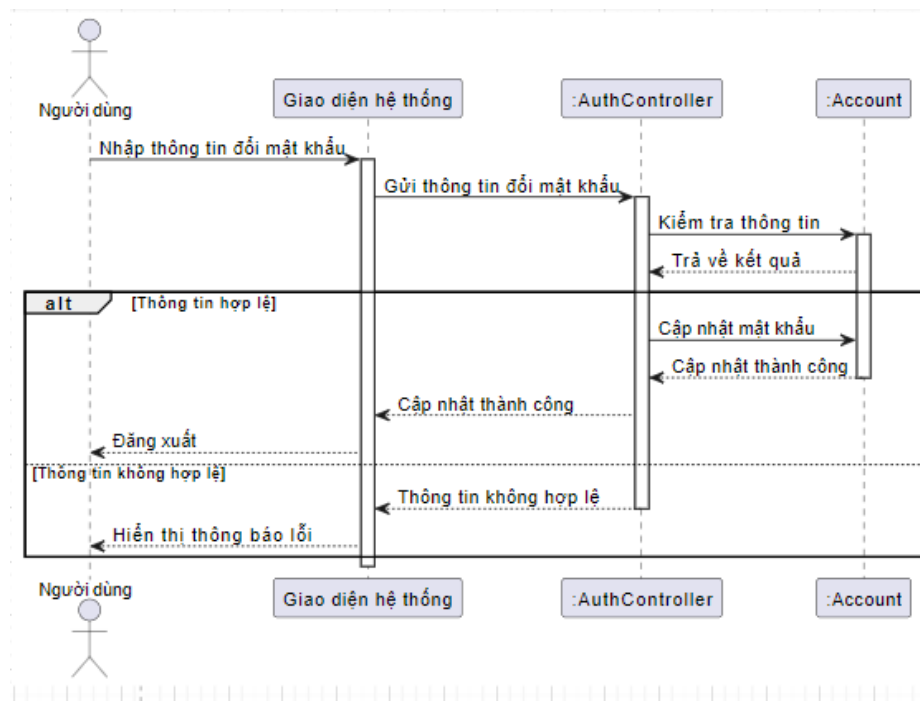 Người dùng
Giao diện hệ thống
:AuthController
:Account
Nhập thông tin đổi mật khẩu
Gửi thông tin đổi mật khẩu
Kiểm tra thông tin
Trả về kết quả
alt
[Thông tin hợp lệ]
Cập nhật mật khẩu
Cập nhật thành công
Cập nhật thành công
Đăng xuất
[Thông tin không hợp lệ]
Thông tin không hợp lệ
Hiển thị thông báo lỗi
Người dùng
Giao diện hệ thống
:AuthController
:Account